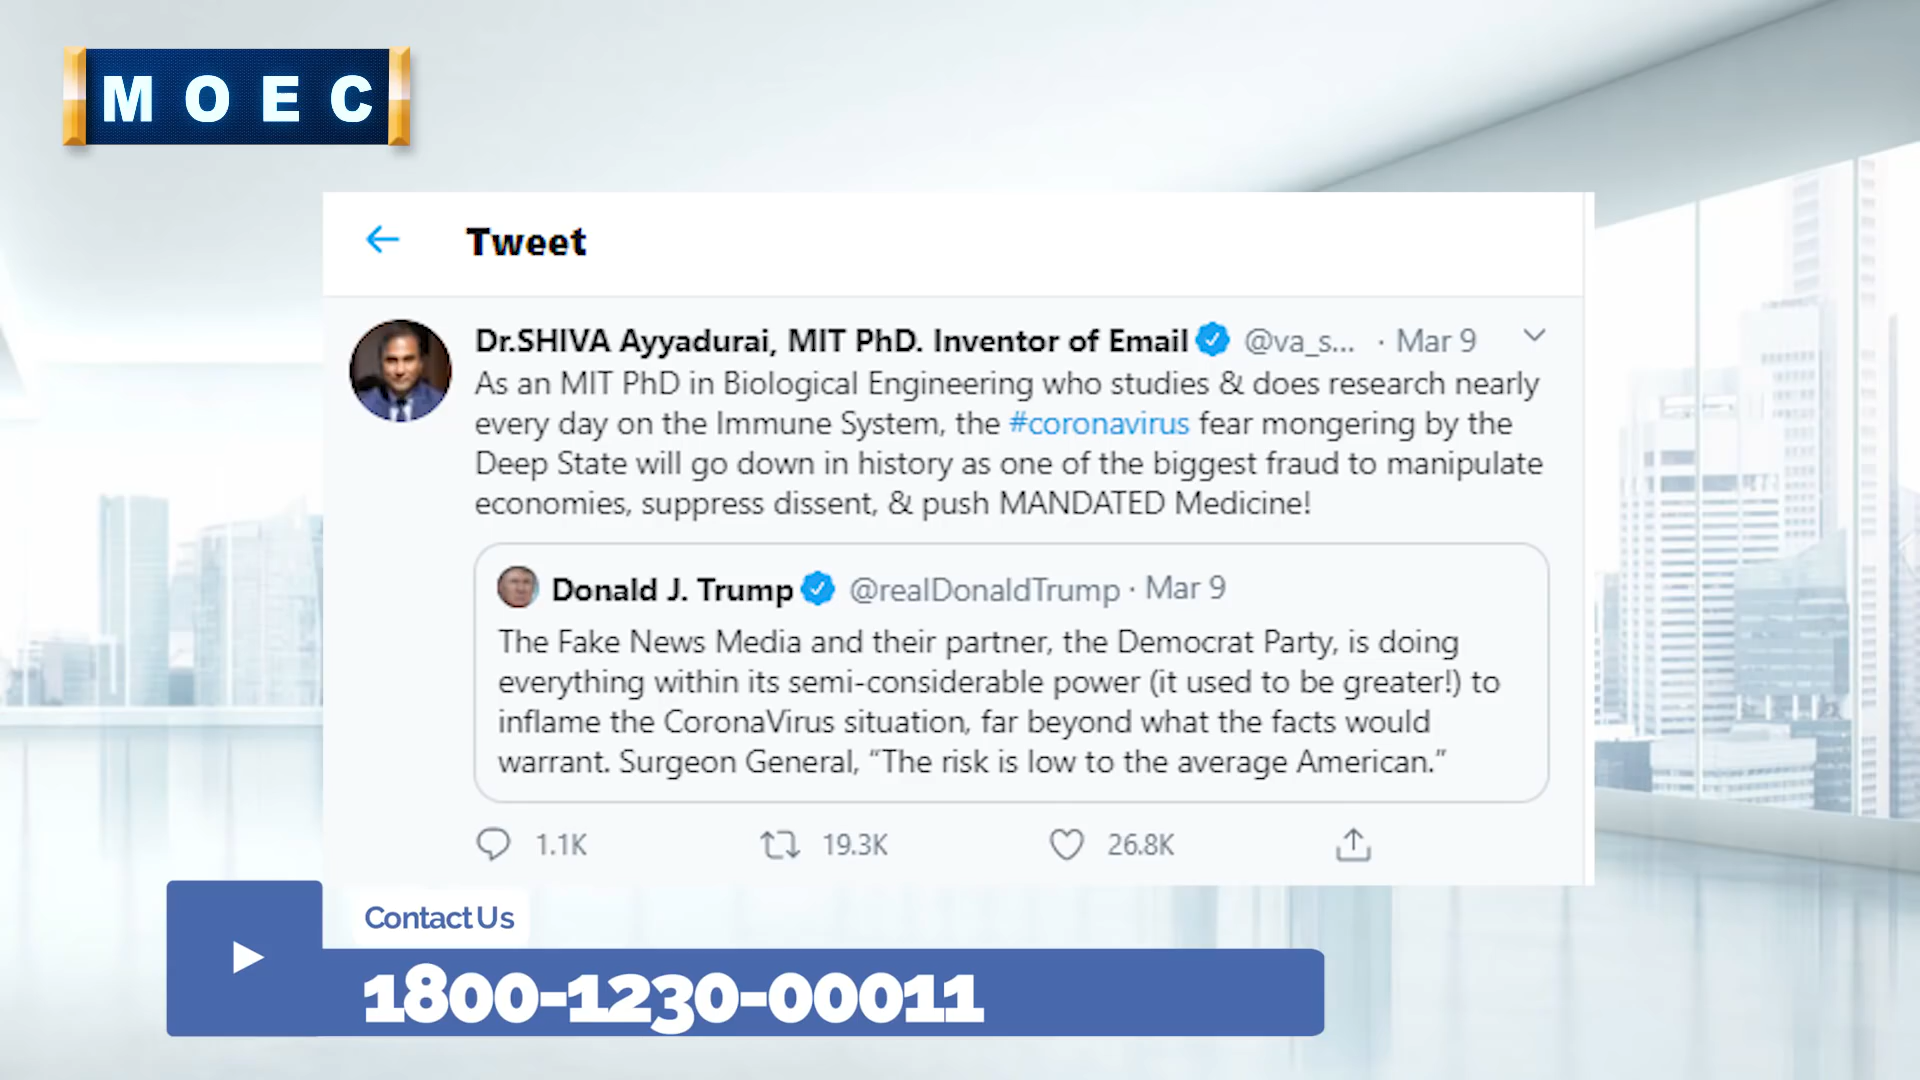 M O E C
Tweet
Dr.SHIVA Ayyadurai, MIT PhD. Inventor of Email @va_s... · Mar 9
As an MIT PhD in Biological Engineering who studies & does research nearly
every day on the Immune System, the #coronavirus fear mongering by the
Deep State will go down in history as one of the biggest fraud to manipulate
economies, suppress dissent, & push MANDATED Medicine!
Donald J. Trump @realDonaldTrump · Mar 9
The Fake News Media and their partner, the Democrat Party, is doing
everything within its semi-considerable power (it used to be greater!) to
inflame the CoronaVirus situation, far beyond what the facts would
warrant. Surgeon General, “The risk is low to the average American.”
1.1K 19.3K 26.8K
Contact Us
1800-1230-00011